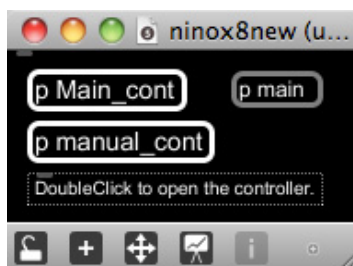 ninox8new (u...
p Main_cont
p main
p manual_cont
DoubleClick to open the controller.